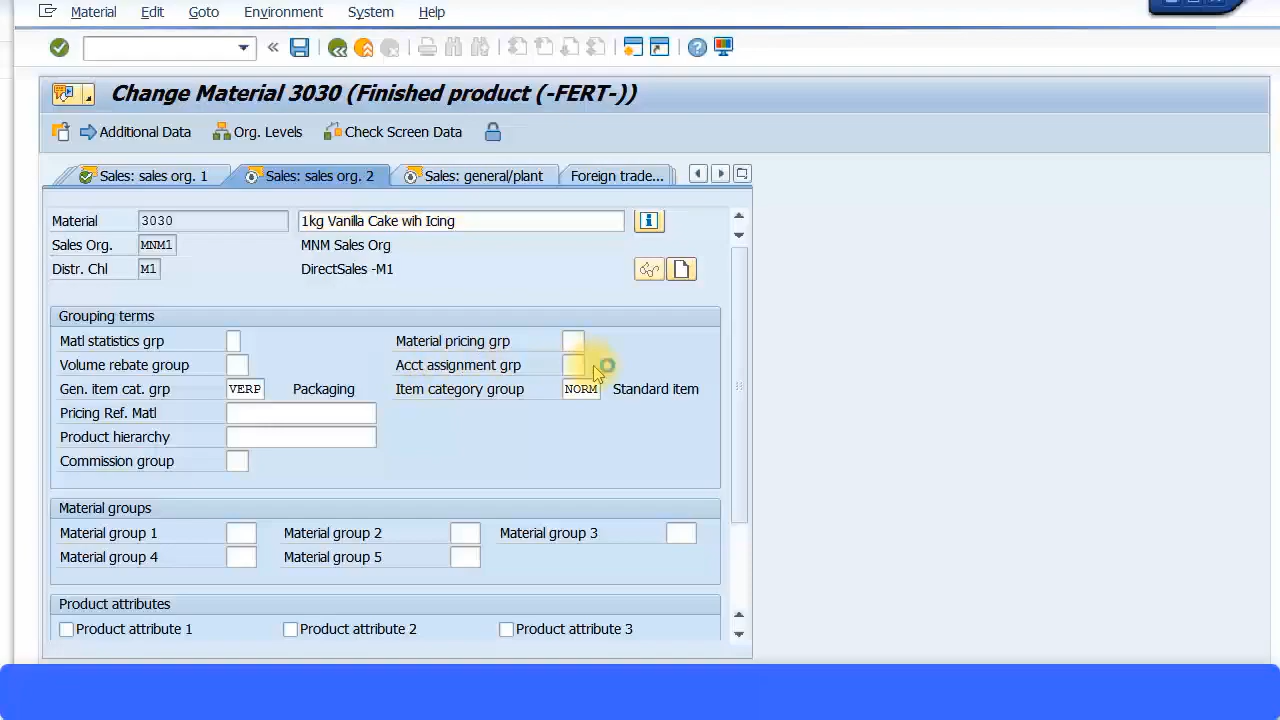 Material Edit Goto Environment System Help
Change Material 3030 (Finished product (-FERT-))
Additional Data Org. Levels Check Screen Data
Sales: sales org. 1 Sales: sales org. 2 Sales: general/plant Foreign trade...
Material 3030 1kg Vanilla Cake wih Icing
Sales Org. MNM1 MNM Sales Org
Distr. Chl M1 DirectSales -M1
Grouping terms
Matl statistics grp Material pricing grp
Volume rebate group Acct assignment grp
Gen. item cat. grp VERP Packaging Item category group NORM Standard item
Pricing Ref. Matl
Product hierarchy
Commission group
Material groups
Material group 1 Material group 2 Material group 3
Material group 4 Material group 5
Product attributes
Product attribute 1 Product attribute 2 Product attribute 3